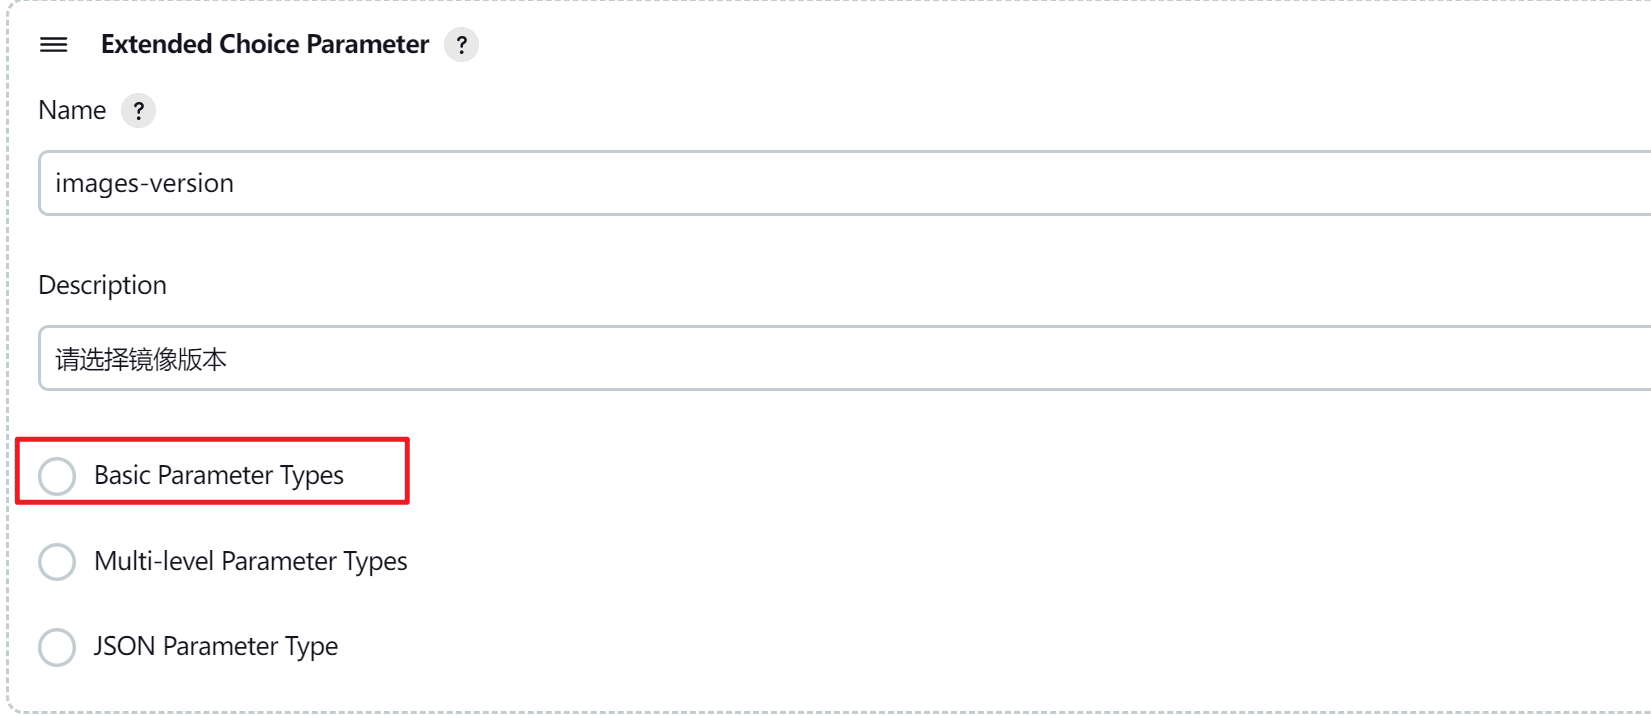 Extended Choice Parameter ?
Name ?
images-version
Description
请选择镜像版本
Basic Parameter Types
Multi-level Parameter Types
JSON Parameter Type